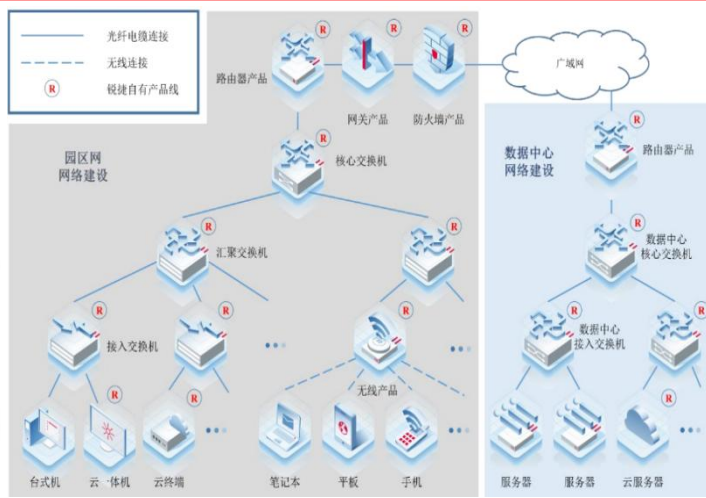 光纤电缆连接
无线连接
R 锐捷自有产品线
R
R
R
路由器产品
网关产品
防火墙产品
广域网
园区网
网络建设
R
核心交换机
数据中心
网络建设
R
路由器产品
R
汇聚交换机
R
R
数据中心
核心交换机
R
接入交换机
R
R
无线产品
R
数据中心
接入交换机
R
R
R
R
台式机
云一体机
云终端
笔记本
平板
手机
服务器
服务器
云服务器